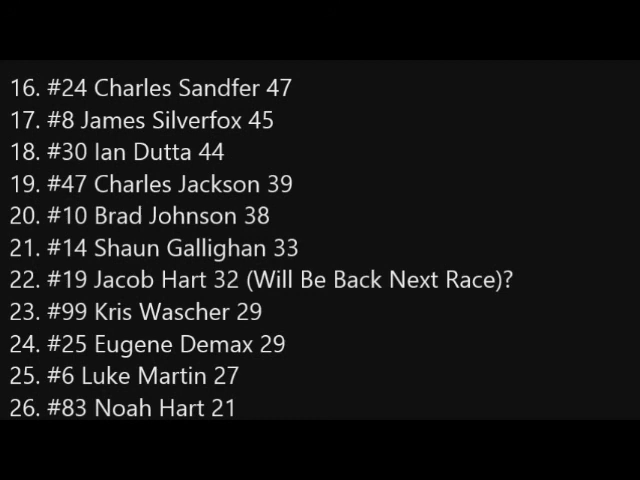 16. #24 Charles Sandfer 47
17. #8 James Silverfox 45
18. #30 Ian Dutta 44
19. #47 Charles Jackson 39
20. #10 Brad Johnson 38
21. #14 Shaun Gallighan 33
22. #19 Jacob Hart 32 (Will Be Back Next Race)?
23. #99 Kris Wascher 29
24. #25 Eugene Demax 29
25. #6 Luke Martin 27
26. #83 Noah Hart 21